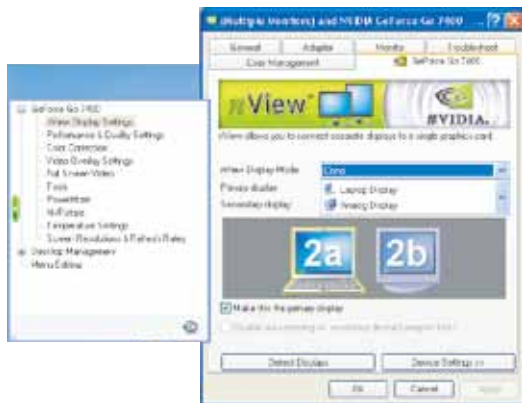 (Multiple Monitors) and NVIDIA GeForce Go 7400 ...
General Adapter Monitor Troubleshoot
Color Management GeForce Go 7400
nView
NVIDIA.
nView allows you to connect separate displays to a single graphics card.
nView Display Mode Clone
Primary display Laptop Display
Secondary display Analog Display
2a 2b
Make this the primary display
Detect Displays Device Settings >>
OK Cancel Apply
GeForce Go 7400
nView Display Settings
Performance & Quality Settings
Color Correction
Video Overlay Settings
Full Screen Video
Tools
PowerMizer
NvRotate
Temperature Settings
Screen Resolutions & Refresh Rates
Desktop Management
Menu Editing